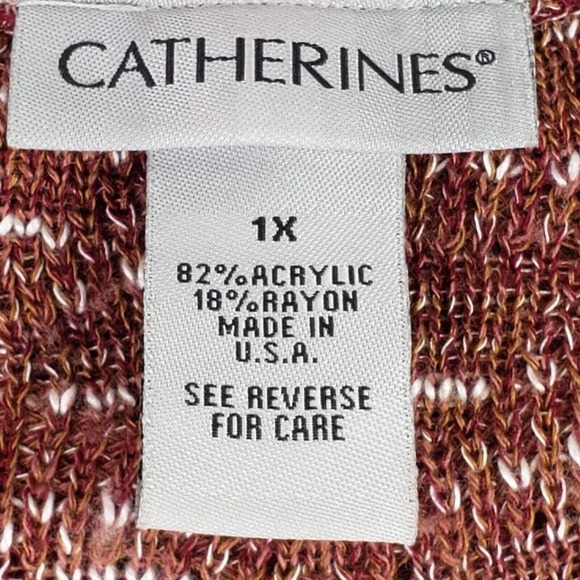 CATHERINES®
1X
82%ACRYLIC
18%RAYON
MADE IN
U.S.A.
SEE REVERSE
FOR CARE